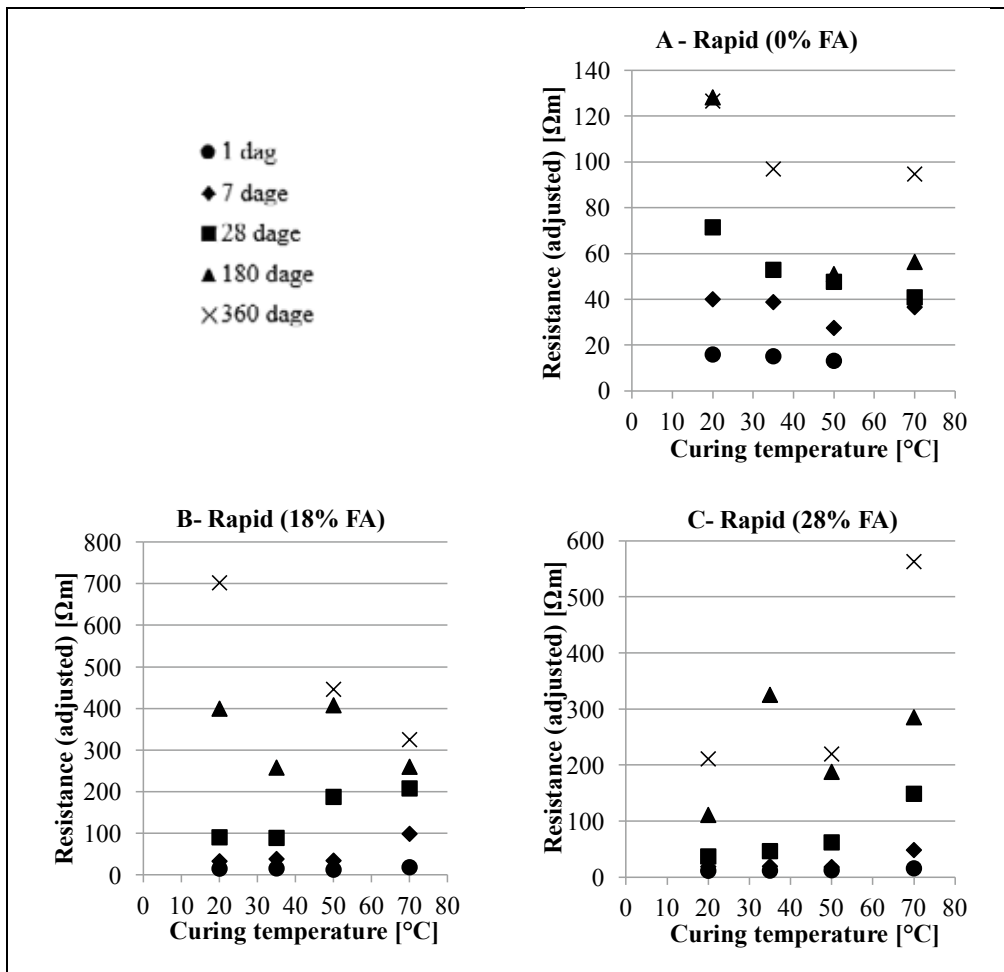 A - Rapid (0% FA)
Resistance (adjusted) [Ωm]
140
120
100
80
60
40
20
0
0 10 20 30 40 50 60 70 80
Curing temperature [°C]
1 dag
7 dage
28 dage
180 dage
360 dage
B- Rapid (18% FA)
Resistance (adjusted) [Ωm]
800
700
600
500
400
300
200
100
0
0 10 20 30 40 50 60 70 80
Curing temperature [°C]
C- Rapid (28% FA)
Resistance (adjusted) [Ωm]
600
500
400
300
200
100
0
0 10 20 30 40 50 60 70 80
Curing temperature [°C]